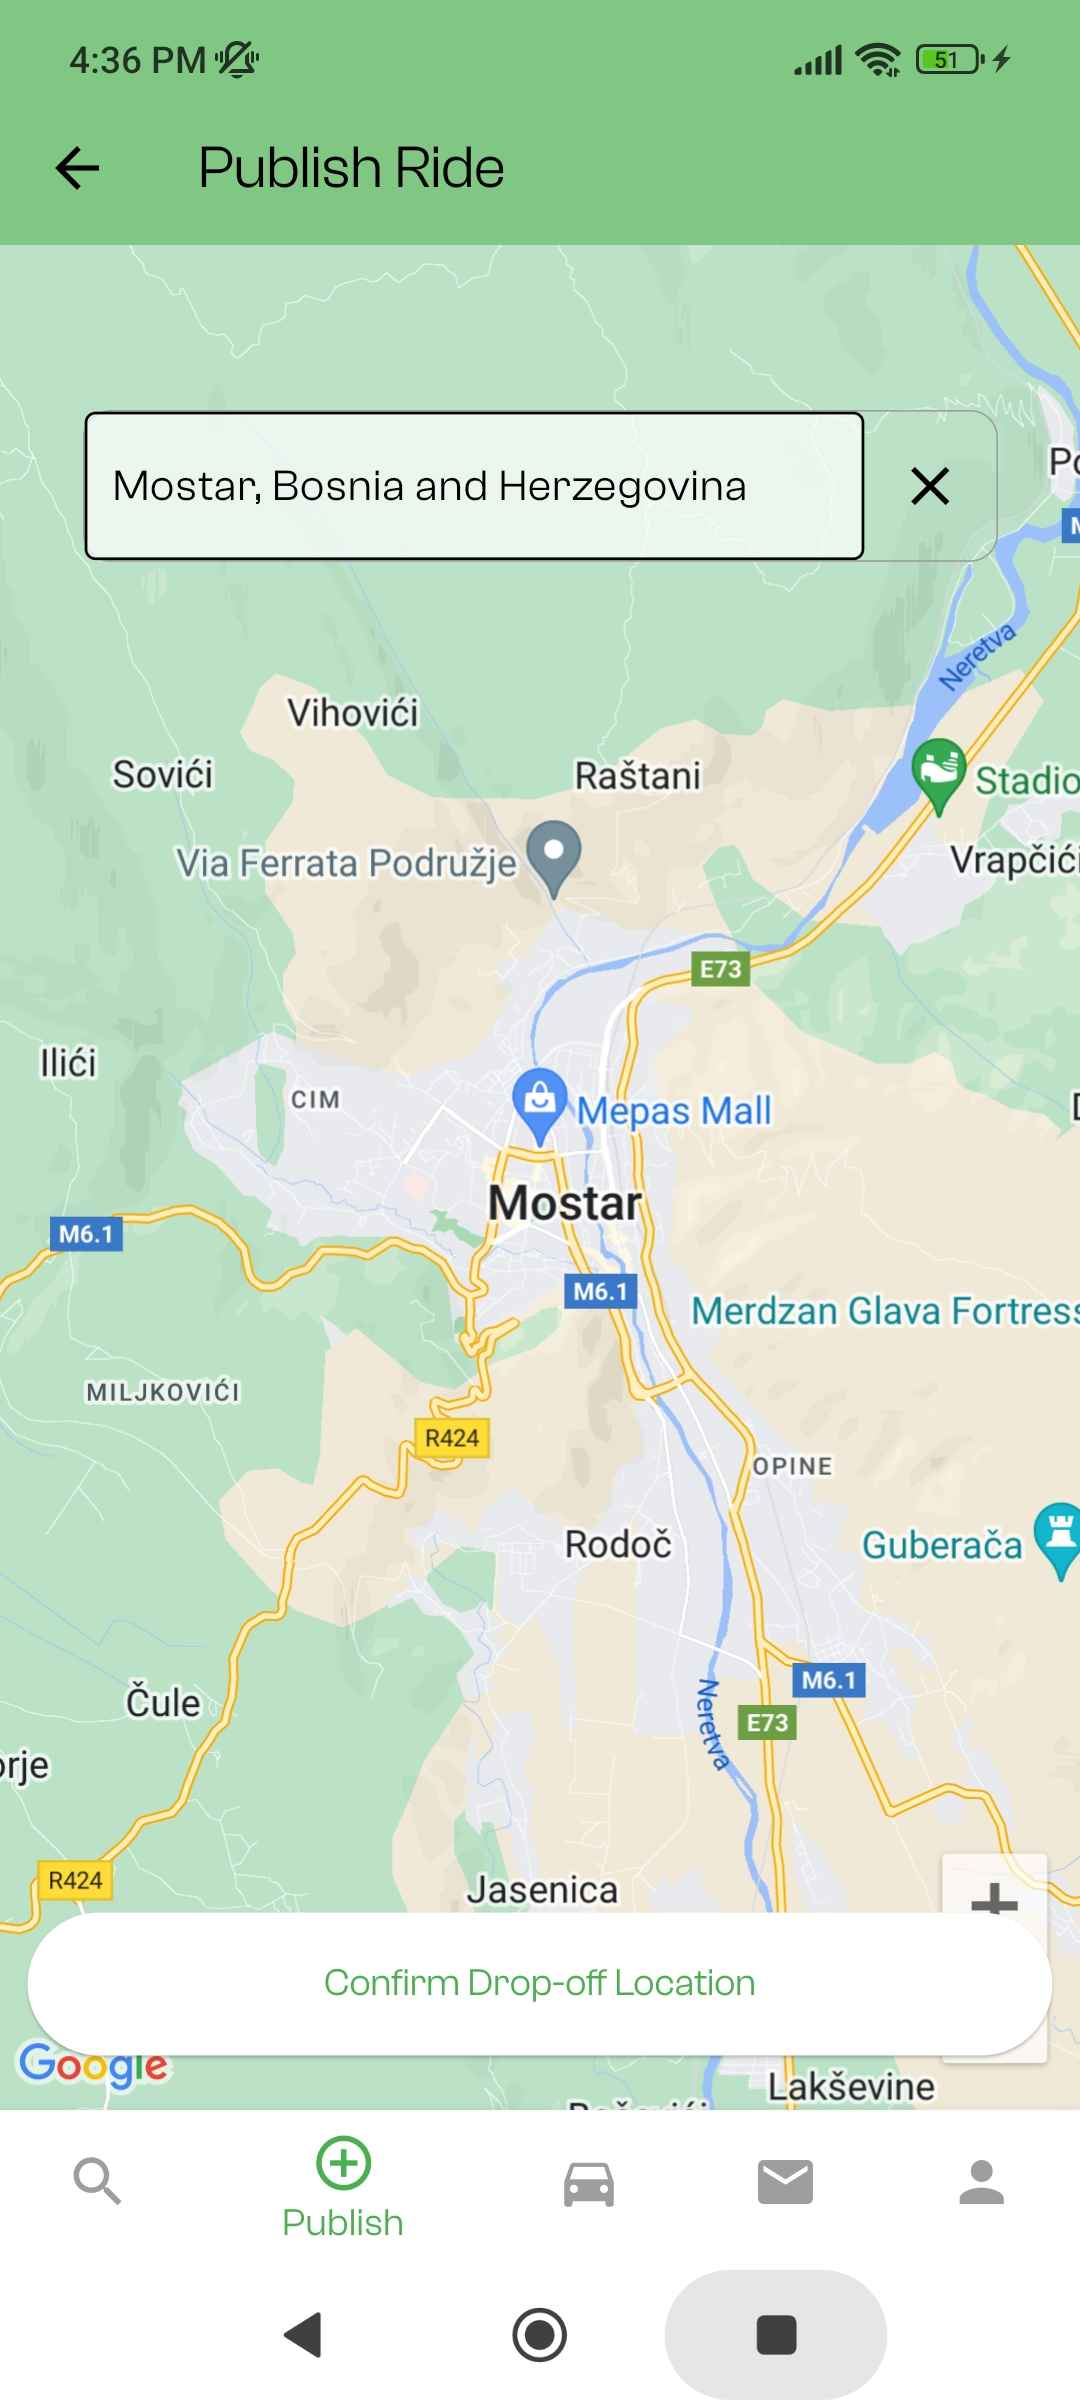 4:36 PM
51
Publish Ride
Mostar, Bosnia and Herzegovina
Neretva
Vihovići
Sovići
Raštani
Stadio
Via Ferrata Podružje
Vrapčići
E73
Ilići
CIM
Mepas Mall
Mostar
M6.1
M6.1
Merdzan Glava Fortress
MILJKOVIĆI
R424
OPINE
Rodoč
Guberača
M6.1
Neretva
Čule
E73
orje
R424
Jasenica
Confirm Drop-off Location
Google
Lakševine
Publish